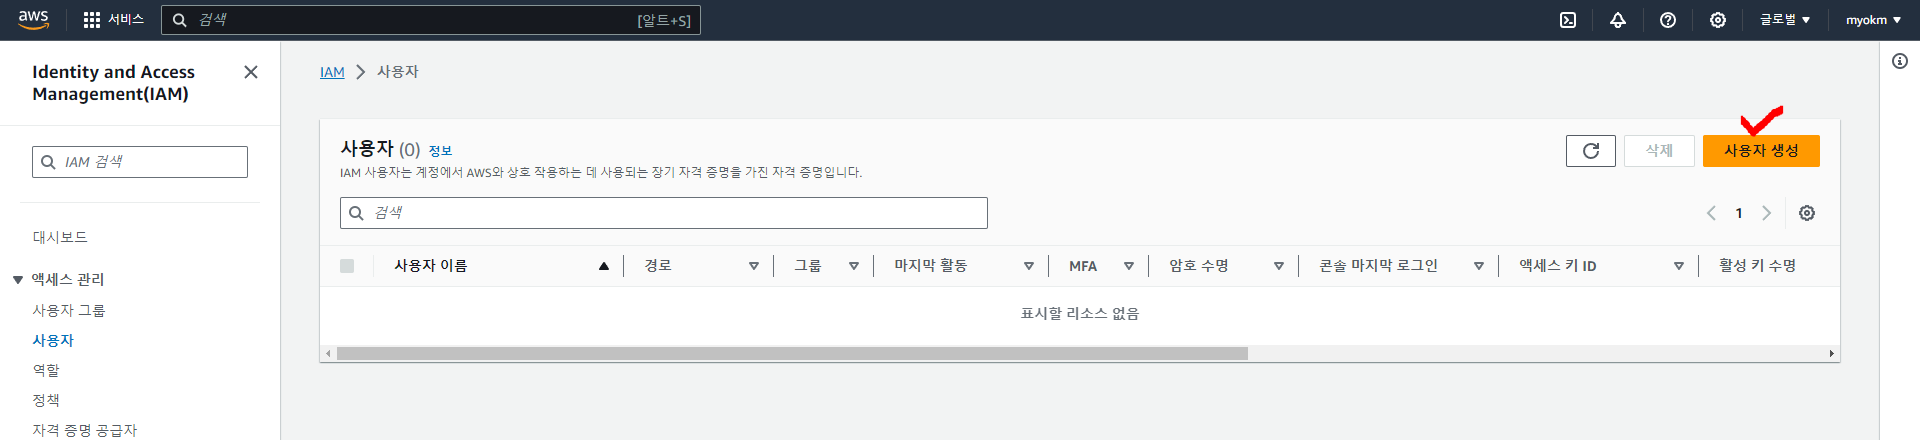 aws 서비스 검색 [알트+S] 글로벌 ▼ myokm ▼
Identity and Access
Management(IAM)
IAM 검색
대시보드
액세스 관리
사용자 그룹
사용자
역할
정책
자격 증명 공급자
IAM > 사용자
사용자 (0) 정보
삭제 사용자 생성
IAM 사용자는 계정에서 AWS와 상호 작용하는 데 사용되는 장기 자격 증명을 가진 자격 증명입니다.
검색
1
사용자 이름 경로 그룹 마지막 활동 MFA 암호 수명 콘솔 마지막 로그인 액세스 키 ID 활성 키 수명
표시할 리소스 없음